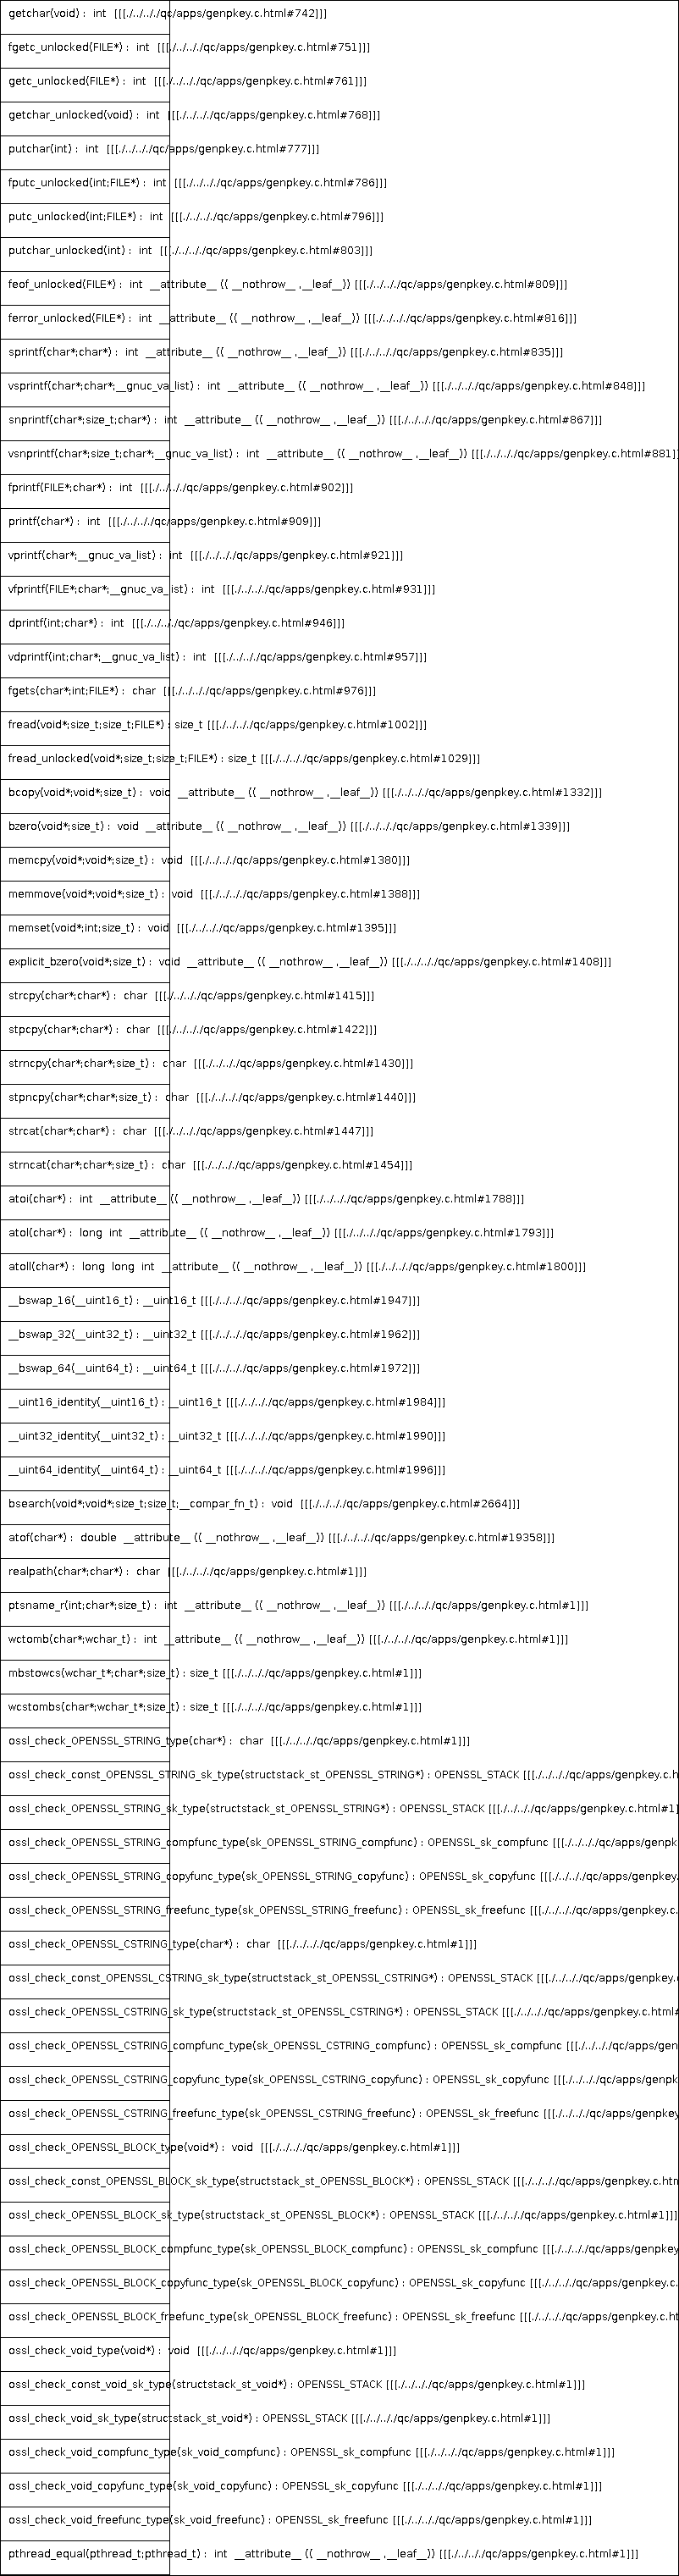 getchar(void) :  int  [[[./../.././qc/apps/genpkey.c.html#742]]]
fgetc_unlocked(FILE*) :  int  [[[./../.././qc/apps/genpkey.c.html#751]]]
getc_unlocked(FILE*) :  int  [[[./../.././qc/apps/genpkey.c.html#761]]]
getchar_unlocked(void) :  int  [[[./../.././qc/apps/genpkey.c.html#768]]]
putchar(int) :  int  [[[./../.././qc/apps/genpkey.c.html#777]]]
fputc_unlocked(int;FILE*) :  int  [[[./../.././qc/apps/genpkey.c.html#786]]]
putc_unlocked(int;FILE*) :  int  [[[./../.././qc/apps/genpkey.c.html#796]]]
putchar_unlocked(int) :  int  [[[./../.././qc/apps/genpkey.c.html#803]]]
feof_unlocked(FILE*) :  int  __attribute__ (( __nothrow__ ,__leaf__)) [[[./../.././qc/apps/genpkey.c.html#809]]]
ferror_unlocked(FILE*) :  int  __attribute__ (( __nothrow__ ,__leaf__)) [[[./../.././qc/apps/genpkey.c.html#816]]]
sprintf(char*;char*) :  int  __attribute__ (( __nothrow__ ,__leaf__)) [[[./../.././qc/apps/genpkey.c.html#835]]]
vsprintf(char*;char*;__gnuc_va_list) :  int  __attribute__ (( __nothrow__ ,__leaf__)) [[[./../.././qc/apps/genpkey.c.html#848]]]
snprintf(char*;size_t;char*) :  int  __attribute__ (( __nothrow__ ,__leaf__)) [[[./../.././qc/apps/genpkey.c.html#867]]]
vsnprintf(char*;size_t;char*;__gnuc_va_list) :  int  __attribute__ (( __nothrow__ ,__leaf__)) [[[./../.././qc/apps/genpkey.c.html#881]]]
fprintf(FILE*;char*) :  int  [[[./../.././qc/apps/genpkey.c.html#902]]]
printf(char*) :  int  [[[./../.././qc/apps/genpkey.c.html#909]]]
vprintf(char*;__gnuc_va_list) :  int  [[[./../.././qc/apps/genpkey.c.html#921]]]
vfprintf(FILE*;char*;__gnuc_va_list) :  int  [[[./../.././qc/apps/genpkey.c.html#931]]]
dprintf(int;char*) :  int  [[[./../.././qc/apps/genpkey.c.html#946]]]
vdprintf(int;char*;__gnuc_va_list) :  int  [[[./../.././qc/apps/genpkey.c.html#957]]]
fgets(char*;int;FILE*) :  char  [[[./../.././qc/apps/genpkey.c.html#976]]]
fread(void*;size_t;size_t;FILE*) : size_t [[[./../.././qc/apps/genpkey.c.html#1002]]]
fread_unlocked(void*;size_t;size_t;FILE*) : size_t [[[./../.././qc/apps/genpkey.c.html#1029]]]
bcopy(void*;void*;size_t) :  void  __attribute__ (( __nothrow__ ,__leaf__)) [[[./../.././qc/apps/genpkey.c.html#1332]]]
bzero(void*;size_t) :  void  __attribute__ (( __nothrow__ ,__leaf__)) [[[./../.././qc/apps/genpkey.c.html#1339]]]
memcpy(void*;void*;size_t) :  void  [[[./../.././qc/apps/genpkey.c.html#1380]]]
memmove(void*;void*;size_t) :  void  [[[./../.././qc/apps/genpkey.c.html#1388]]]
memset(void*;int;size_t) :  void  [[[./../.././qc/apps/genpkey.c.html#1395]]]
explicit_bzero(void*;size_t) :  void  __attribute__ (( __nothrow__ ,__leaf__)) [[[./../.././qc/apps/genpkey.c.html#1408]]]
strcpy(char*;char*) :  char  [[[./../.././qc/apps/genpkey.c.html#1415]]]
stpcpy(char*;char*) :  char  [[[./../.././qc/apps/genpkey.c.html#1422]]]
strncpy(char*;char*;size_t) :  char  [[[./../.././qc/apps/genpkey.c.html#1430]]]
stpncpy(char*;char*;size_t) :  char  [[[./../.././qc/apps/genpkey.c.html#1440]]]
strcat(char*;char*) :  char  [[[./../.././qc/apps/genpkey.c.html#1447]]]
strncat(char*;char*;size_t) :  char  [[[./../.././qc/apps/genpkey.c.html#1454]]]
atoi(char*) :  int  __attribute__ (( __nothrow__ ,__leaf__)) [[[./../.././qc/apps/genpkey.c.html#1788]]]
atol(char*) :  long  int  __attribute__ (( __nothrow__ ,__leaf__)) [[[./../.././qc/apps/genpkey.c.html#1793]]]
atoll(char*) :  long  long  int  __attribute__ (( __nothrow__ ,__leaf__)) [[[./../.././qc/apps/genpkey.c.html#1800]]]
__bswap_16(__uint16_t) : __uint16_t [[[./../.././qc/apps/genpkey.c.html#1947]]]
__bswap_32(__uint32_t) : __uint32_t [[[./../.././qc/apps/genpkey.c.html#1962]]]
__bswap_64(__uint64_t) : __uint64_t [[[./../.././qc/apps/genpkey.c.html#1972]]]
__uint16_identity(__uint16_t) : __uint16_t [[[./../.././qc/apps/genpkey.c.html#1984]]]
__uint32_identity(__uint32_t) : __uint32_t [[[./../.././qc/apps/genpkey.c.html#1990]]]
__uint64_identity(__uint64_t) : __uint64_t [[[./../.././qc/apps/genpkey.c.html#1996]]]
bsearch(void*;void*;size_t;size_t;__compar_fn_t) :  void  [[[./../.././qc/apps/genpkey.c.html#2664]]]
atof(char*) :  double  __attribute__ (( __nothrow__ ,__leaf__)) [[[./../.././qc/apps/genpkey.c.html#19358]]]
realpath(char*;char*) :  char  [[[./../.././qc/apps/genpkey.c.html#1]]]
ptsname_r(int;char*;size_t) :  int  __attribute__ (( __nothrow__ ,__leaf__)) [[[./../.././qc/apps/genpkey.c.html#1]]]
wctomb(char*;wchar_t) :  int  __attribute__ (( __nothrow__ ,__leaf__)) [[[./../.././qc/apps/genpkey.c.html#1]]]
mbstowcs(wchar_t*;char*;size_t) : size_t [[[./../.././qc/apps/genpkey.c.html#1]]]
wcstombs(char*;wchar_t*;size_t) : size_t [[[./../.././qc/apps/genpkey.c.html#1]]]
ossl_check_OPENSSL_STRING_type(char*) :  char  [[[./../.././qc/apps/genpkey.c.html#1]]]
ossl_check_const_OPENSSL_STRING_sk_type(structstack_st_OPENSSL_STRING*) : OPENSSL_STACK [[[./../.././qc/apps/genpkey.c.h
ossl_check_OPENSSL_STRING_sk_type(structstack_st_OPENSSL_STRING*) : OPENSSL_STACK [[[./../.././qc/apps/genpkey.c.html#1]
ossl_check_OPENSSL_STRING_compfunc_type(sk_OPENSSL_STRING_compfunc) : OPENSSL_sk_compfunc [[[./../.././qc/apps/genpk
ossl_check_OPENSSL_STRING_copyfunc_type(sk_OPENSSL_STRING_copyfunc) : OPENSSL_sk_copyfunc [[[./../.././qc/apps/genpkey.
ossl_check_OPENSSL_STRING_freefunc_type(sk_OPENSSL_STRING_freefunc) : OPENSSL_sk_freefunc [[[./../.././qc/apps/genpkey.c.
ossl_check_OPENSSL_CSTRING_type(char*) :  char  [[[./../.././qc/apps/genpkey.c.html#1]]]
ossl_check_const_OPENSSL_CSTRING_sk_type(structstack_st_OPENSSL_CSTRING*) : OPENSSL_STACK [[[./../.././qc/apps/genpkey.c
ossl_check_OPENSSL_CSTRING_sk_type(structstack_st_OPENSSL_CSTRING*) : OPENSSL_STACK [[[./../.././qc/apps/genpkey.c.html#
ossl_check_OPENSSL_CSTRING_compfunc_type(sk_OPENSSL_CSTRING_compfunc) : OPENSSL_sk_compfunc [[[./../.././qc/apps/gen
ossl_check_OPENSSL_CSTRING_copyfunc_type(sk_OPENSSL_CSTRING_copyfunc) : OPENSSL_sk_copyfunc [[[./../.././qc/apps/genpk
ossl_check_OPENSSL_CSTRING_freefunc_type(sk_OPENSSL_CSTRING_freefunc) : OPENSSL_sk_freefunc [[[./../.././qc/apps/genpkey
ossl_check_OPENSSL_BLOCK_type(void*) :  void  [[[./../.././qc/apps/genpkey.c.html#1]]]
ossl_check_const_OPENSSL_BLOCK_sk_type(structstack_st_OPENSSL_BLOCK*) : OPENSSL_STACK [[[./../.././qc/apps/genpkey.c.htm
ossl_check_OPENSSL_BLOCK_sk_type(structstack_st_OPENSSL_BLOCK*) : OPENSSL_STACK [[[./../.././qc/apps/genpkey.c.html#1]]]
ossl_check_OPENSSL_BLOCK_compfunc_type(sk_OPENSSL_BLOCK_compfunc) : OPENSSL_sk_compfunc [[[./../.././qc/apps/genpkey
ossl_check_OPENSSL_BLOCK_copyfunc_type(sk_OPENSSL_BLOCK_copyfunc) : OPENSSL_sk_copyfunc [[[./../.././qc/apps/genpkey.c.
ossl_check_OPENSSL_BLOCK_freefunc_type(sk_OPENSSL_BLOCK_freefunc) : OPENSSL_sk_freefunc [[[./../.././qc/apps/genpkey.c.ht
ossl_check_void_type(void*) :  void  [[[./../.././qc/apps/genpkey.c.html#1]]]
ossl_check_const_void_sk_type(structstack_st_void*) : OPENSSL_STACK [[[./../.././qc/apps/genpkey.c.html#1]]]
ossl_check_void_sk_type(structstack_st_void*) : OPENSSL_STACK [[[./../.././qc/apps/genpkey.c.html#1]]]
ossl_check_void_compfunc_type(sk_void_compfunc) : OPENSSL_sk_compfunc [[[./../.././qc/apps/genpkey.c.html#1]]]
ossl_check_void_copyfunc_type(sk_void_copyfunc) : OPENSSL_sk_copyfunc [[[./../.././qc/apps/genpkey.c.html#1]]]
ossl_check_void_freefunc_type(sk_void_freefunc) : OPENSSL_sk_freefunc [[[./../.././qc/apps/genpkey.c.html#1]]]
pthread_equal(pthread_t;pthread_t) :  int  __attribute__ (( __nothrow__ ,__leaf__)) [[[./../.././qc/apps/genpkey.c.html#1]]]